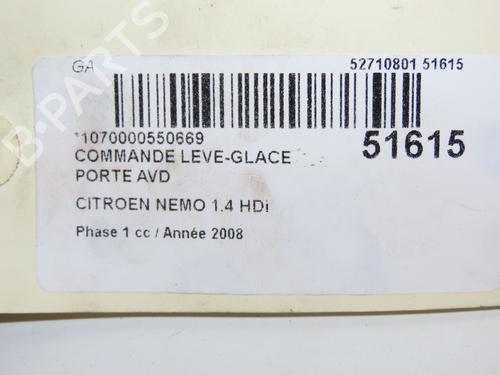 GA
52710801 51615
*1070000550669
51615
COMMANDE LEVE-GLACE
PORTE AVD
CITROEN NEMO 1.4 HDi
Phase 1 cc / Année 2008
B-PARTS